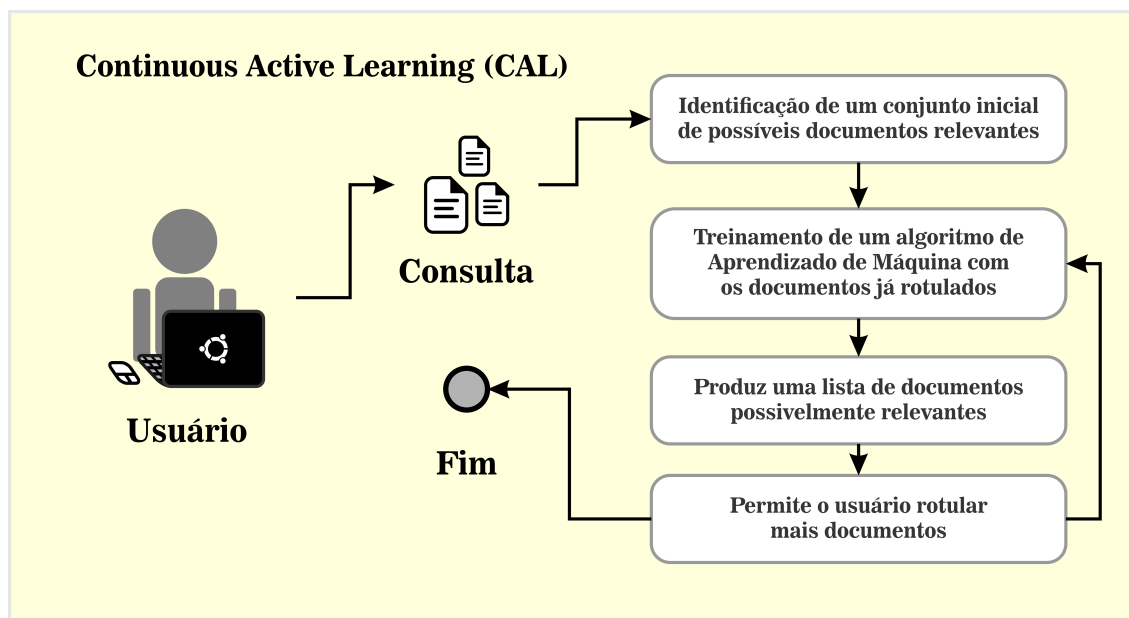 Continuous Active Learning (CAL)
Identificação de um conjunto inicial
de possíveis documentos relevantes
Treinamento de um algoritmo de
Aprendizado de Máquina com
os documentos já rotulados
Consulta
Produz uma lista de documentos
possivelmente relevantes
Usuário
Fim
Permite o usuário rotular
mais documentos